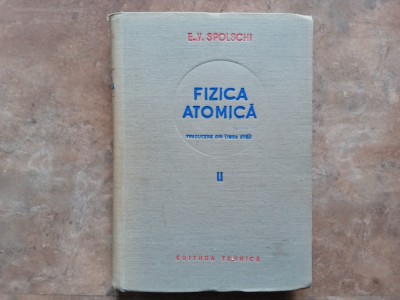 E.V. SPOLSCHI
FIZICA
ATOMICĂ
TRADUCERE DIN LIMBA RUSĂ
II
EDITURA TEHNICĂ